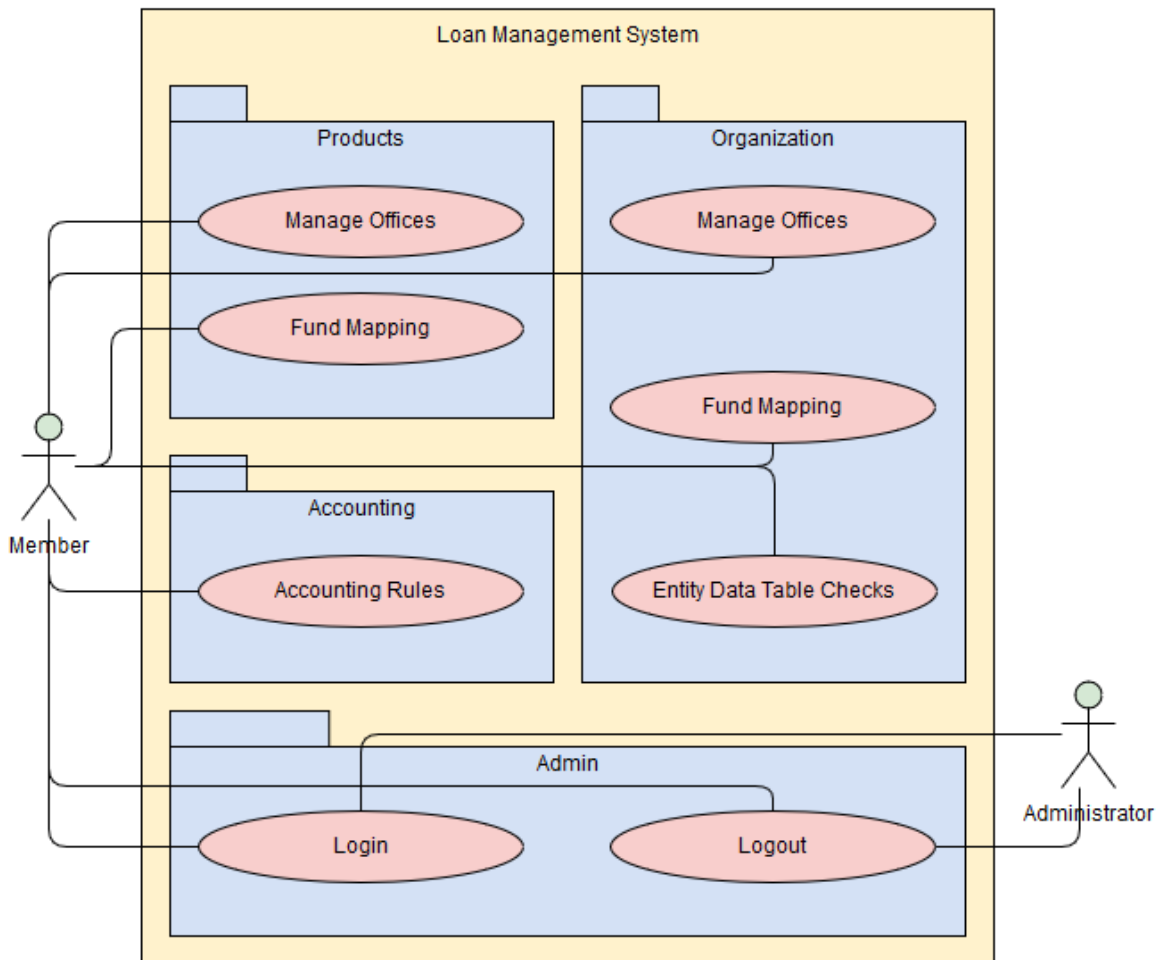 Loan Management System
Products
Manage Offices
Fund Mapping
Organization
Manage Offices
Fund Mapping
Entity Data Table Checks
Member
Accounting
Accounting Rules
Admin
Login
Logout
Administrator